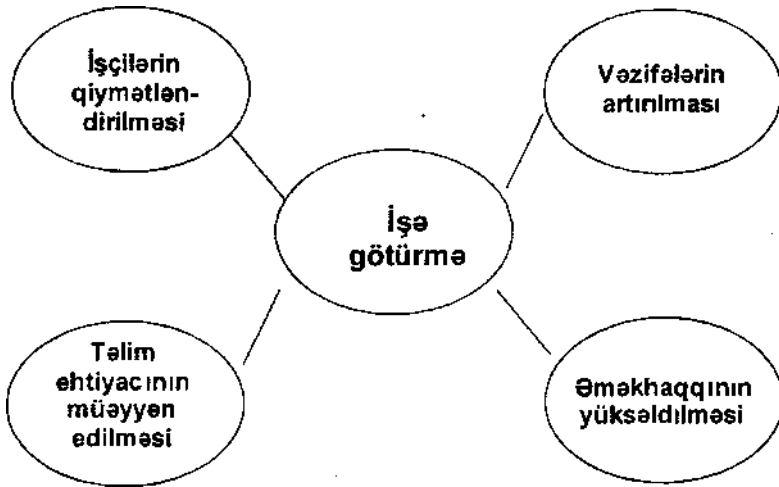 İşçilərin
qiymətlən-
dirilməsi
Vəzifələrin
artırılması
İşə
götürmə
Təlim
ehtiyacının
müəyyən
edilməsi
Əməkhaqqının
yüksəldilməsi